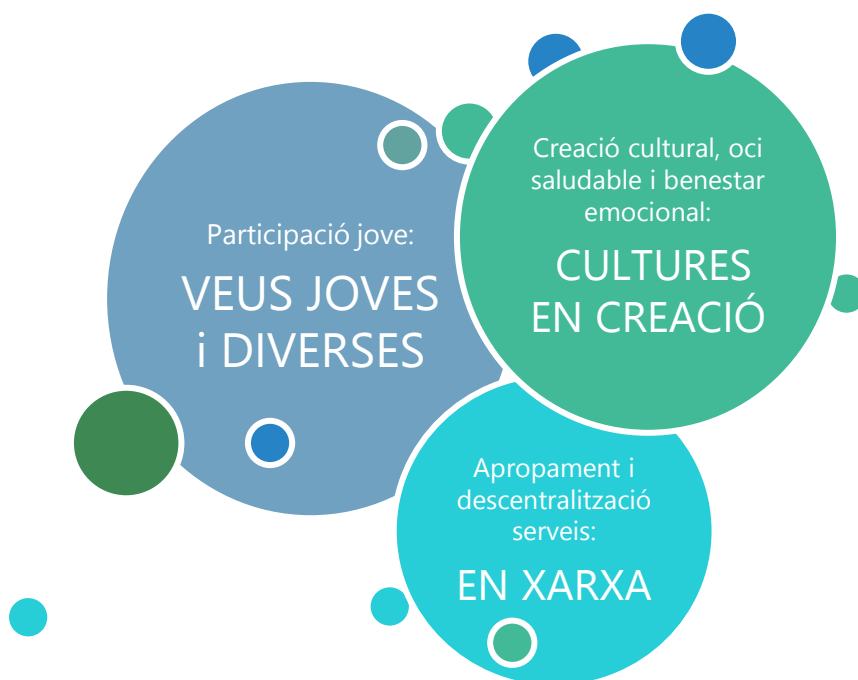 Participació jove:
VEUS JOVES
i DIVERSES
Creació cultural, oci
saludable i benestar
emocional:
CULTURES
EN CREACIÓ
Apropament i
descentralització
serveis:
EN XARXA